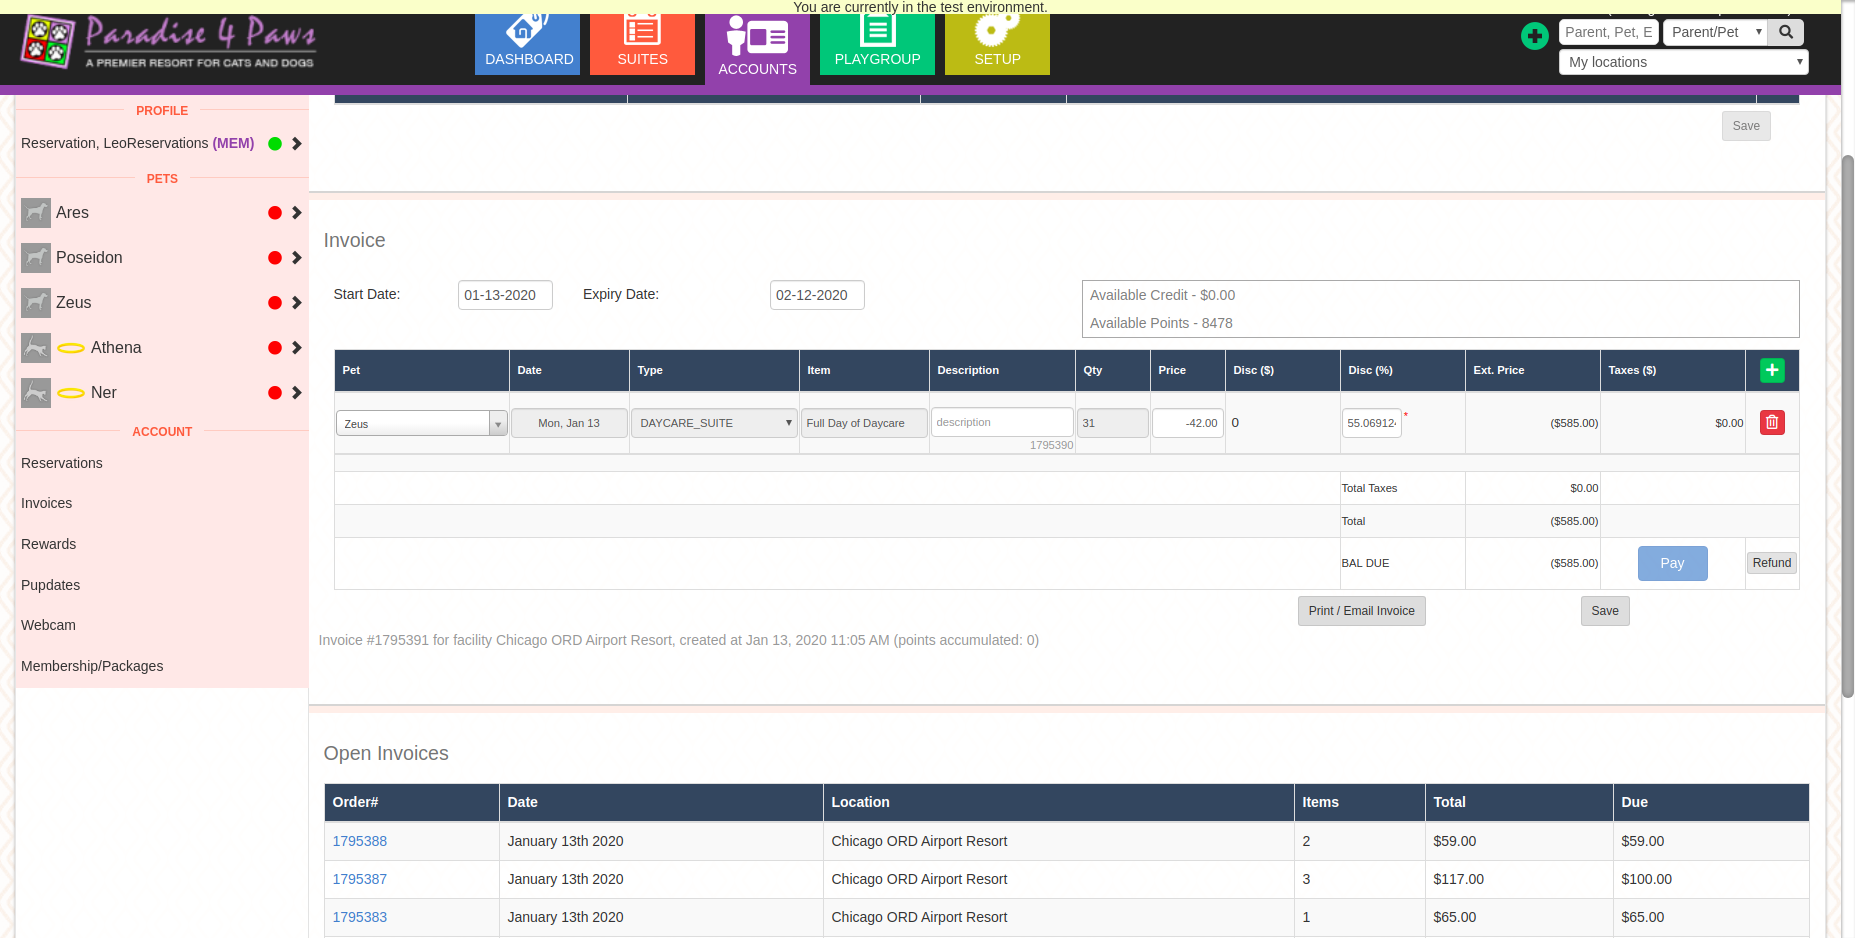 You are currently in the test environment.
Paradise 4 Paws
A PREMIER RESORT FOR CATS AND DOGS
DASHBOARD
SUITES
ACCOUNTS
PLAYGROUP
SETUP
Parent, Pet, E
Parent/Pet
My locations
PROFILE
Reservation, LeoReservations (MEM)
PETS
Ares
Poseidon
Zeus
Athena
Ner
ACCOUNT
Reservations
Invoices
Rewards
Pupdates
Webcam
Membership/Packages
Save
Invoice
Start Date: 01-13-2020 Expiry Date: 02-12-2020
Available Credit - $0.00
Available Points - 8478
Pet Date Type Item Description Qty Price Disc ($) Disc (%) Ext. Price Taxes ($)
Zeus Mon, Jan 13 DAYCARE_SUITE Full Day of Daycare description 31 -42.00 0 55.06912 * ($585.00) $0.00
1795390
Total Taxes $0.00
Total ($585.00)
BAL DUE ($585.00) Pay Refund
Print / Email Invoice Save
Invoice #1795391 for facility Chicago ORD Airport Resort, created at Jan 13, 2020 11:05 AM (points accumulated: 0)
Open Invoices
Order# Date Location Items Total Due
1795388 January 13th 2020 Chicago ORD Airport Resort 2 $59.00 $59.00
1795387 January 13th 2020 Chicago ORD Airport Resort 3 $117.00 $100.00
1795383 January 13th 2020 Chicago ORD Airport Resort 1 $65.00 $65.00